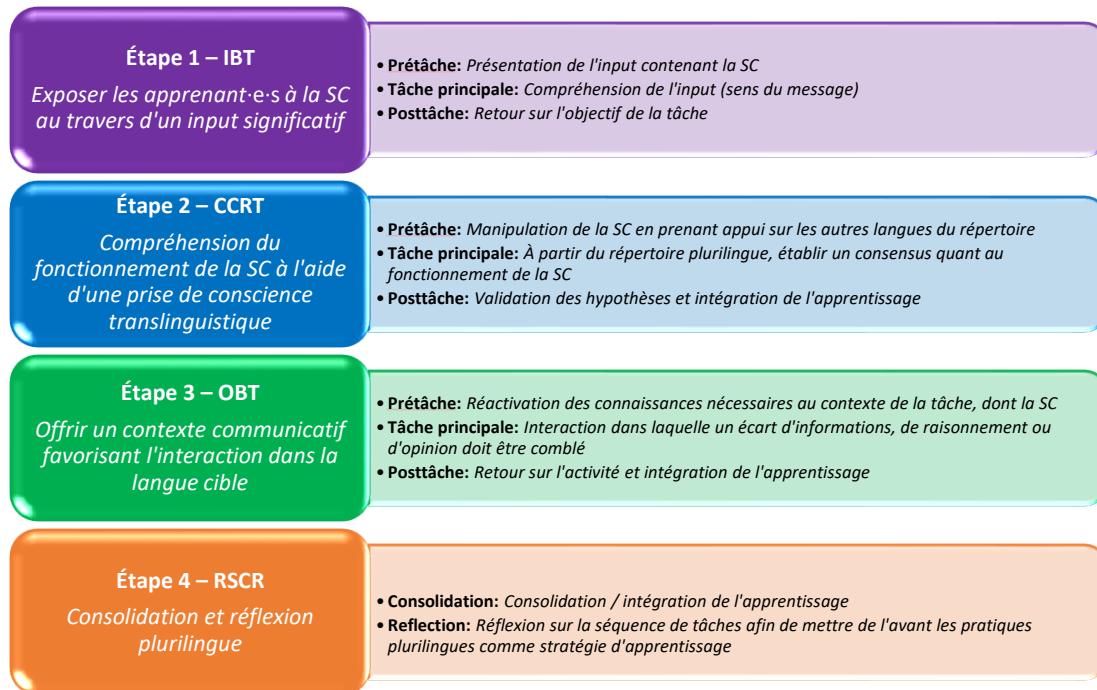 Étape 1 – IBT
Exposer les apprenant·e·s à la SC
au travers d'un input significatif
• Prétâche: Présentation de l'input contenant la SC
• Tâche principale: Compréhension de l'input (sens du message)
• Posttâche: Retour sur l'objectif de la tâche
Étape 2 – CCRT
Compréhension du
fonctionnement de la SC à l'aide
d'une prise de conscience
translinguistique
• Prétâche: Manipulation de la SC en prenant appui sur les autres langues du répertoire
• Tâche principale: À partir du répertoire plurilingue, établir un consensus quant au
fonctionnement de la SC
• Posttâche: Validation des hypothèses et intégration de l'apprentissage
Étape 3 – OBT
Offrir un contexte communicatif
favorisant l'interaction dans la
langue cible
• Prétâche: Réactivation des connaissances nécessaires au contexte de la tâche, dont la SC
• Tâche principale: Interaction dans laquelle un écart d'informations, de raisonnement ou
d'opinion doit être comblé
• Posttâche: Retour sur l'activité et intégration de l'apprentissage
Étape 4 – RSCR
Consolidation et réflexion
plurilingue
• Consolidation: Consolidation / intégration de l'apprentissage
• Reflection: Réflexion sur la séquence de tâches afin de mettre de l'avant les pratiques
plurilingues comme stratégie d'apprentissage